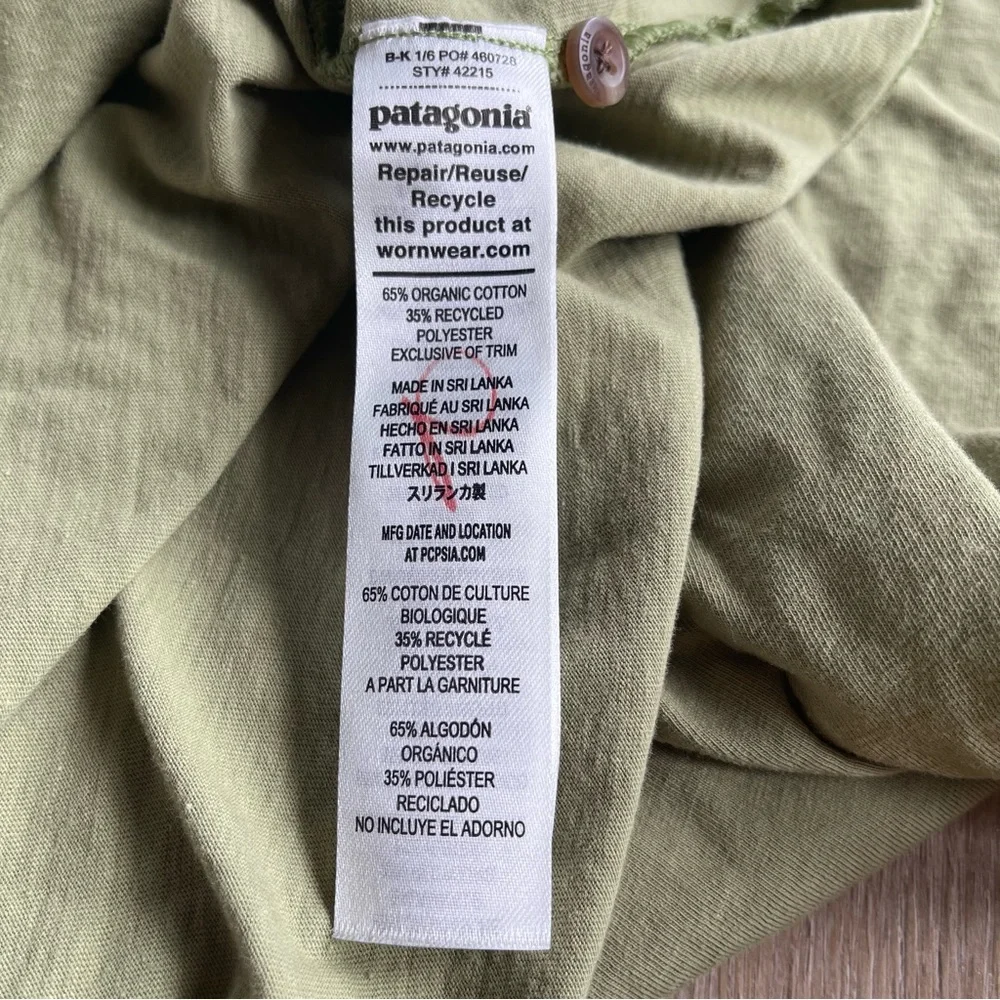 B-K 1/6 PO# 460728
STY# 42215
patagonia®
www.patagonia.com
Repair/Reuse/
Recycle
this product at
wornwear.com
65% ORGANIC COTTON
35% RECYCLED
POLYESTER
EXCLUSIVE OF TRIM
MADE IN SRI LANKA
FABRIQUÉ AU SRI LANKA
HECHO EN SRI LANKA
FATTO IN SRI LANKA
TILLVERKAD I SRI LANKA
スリランカ製
MFG DATE AND LOCATION
AT PCPSIA.COM
65% COTON DE CULTURE
BIOLOGIQUE
35% RECYCLÉ
POLYESTER
A PART LA GARNITURE
65% ALGODÓN
ORGÁNICO
35% POLIÉSTER
RECICLADO
NO INCLUYE EL ADORNO